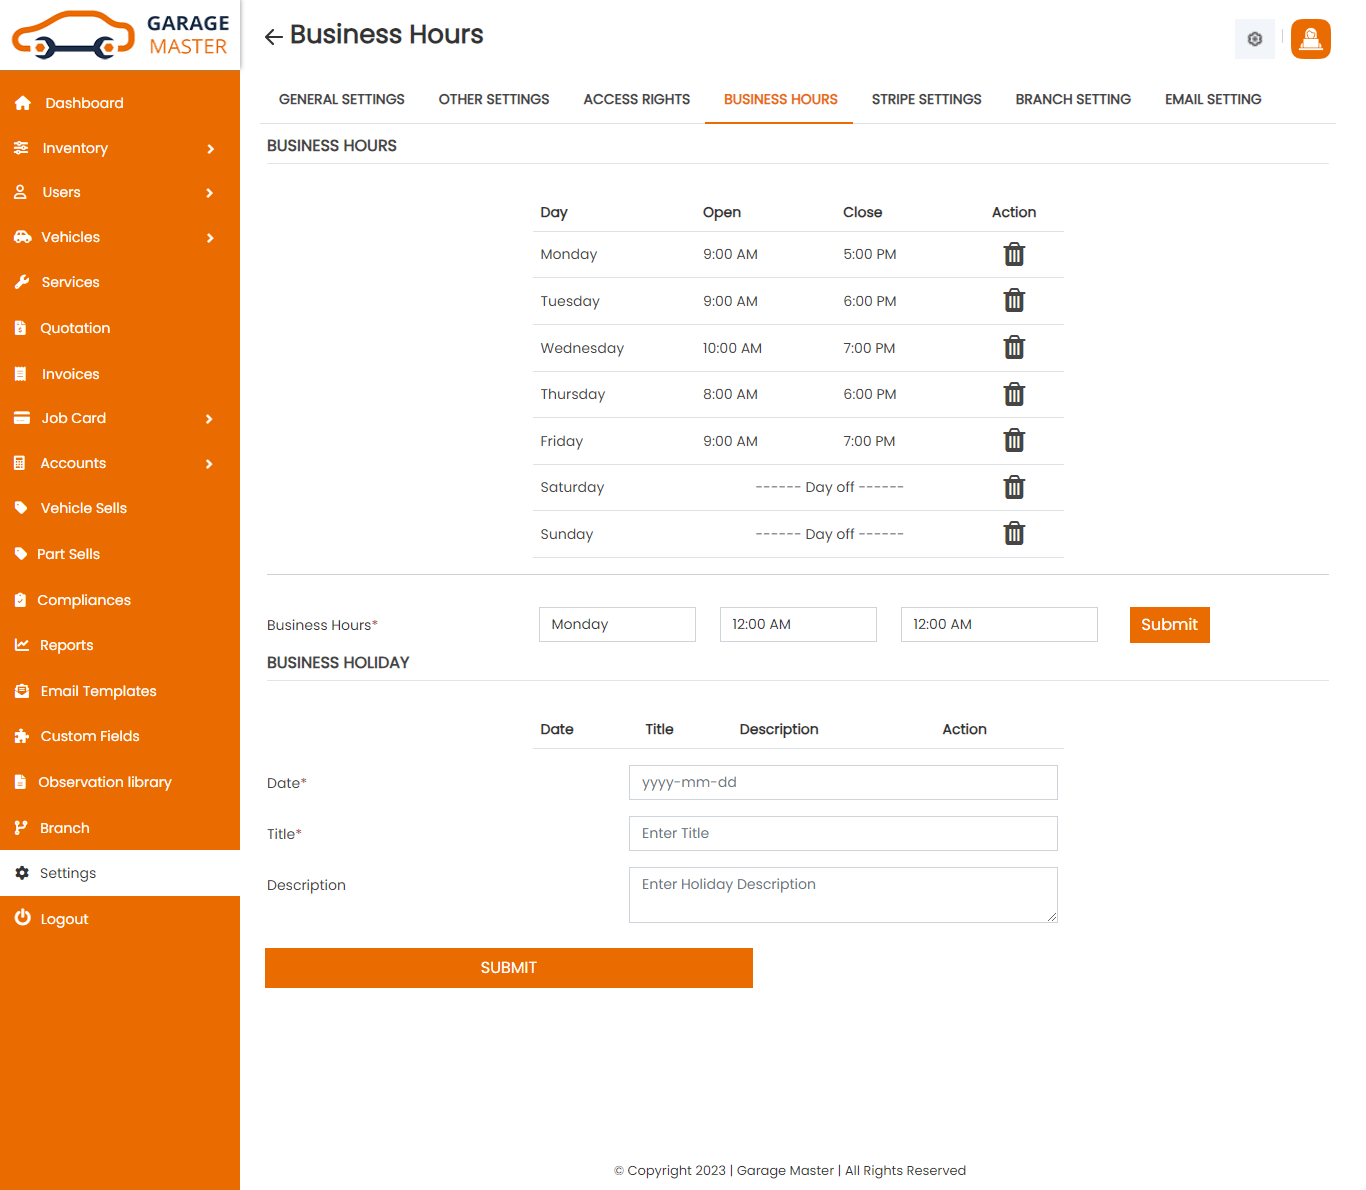 GARAGE
MASTER
Business Hours
Dashboard
Inventory
Users
Vehicles
Services
Quotation
Invoices
Job Card
Accounts
Vehicle Sells
Part Sells
Compliances
Reports
Email Templates
Custom Fields
Observation library
Branch
Settings
Logout
GENERAL SETTINGS OTHER SETTINGS ACCESS RIGHTS BUSINESS HOURS STRIPE SETTINGS BRANCH SETTING EMAIL SETTING
BUSINESS HOURS
Day Open Close Action
Monday 9:00 AM 5:00 PM
Tuesday 9:00 AM 6:00 PM
Wednesday 10:00 AM 7:00 PM
Thursday 8:00 AM 6:00 PM
Friday 9:00 AM 7:00 PM
Saturday ------ Day off ------
Sunday ------ Day off ------
Business Hours* Monday 12:00 AM 12:00 AM Submit
BUSINESS HOLIDAY
Date Title Description Action
Date* yyyy-mm-dd
Title* Enter Title
Description Enter Holiday Description
SUBMIT
© Copyright 2023 | Garage Master | All Rights Reserved